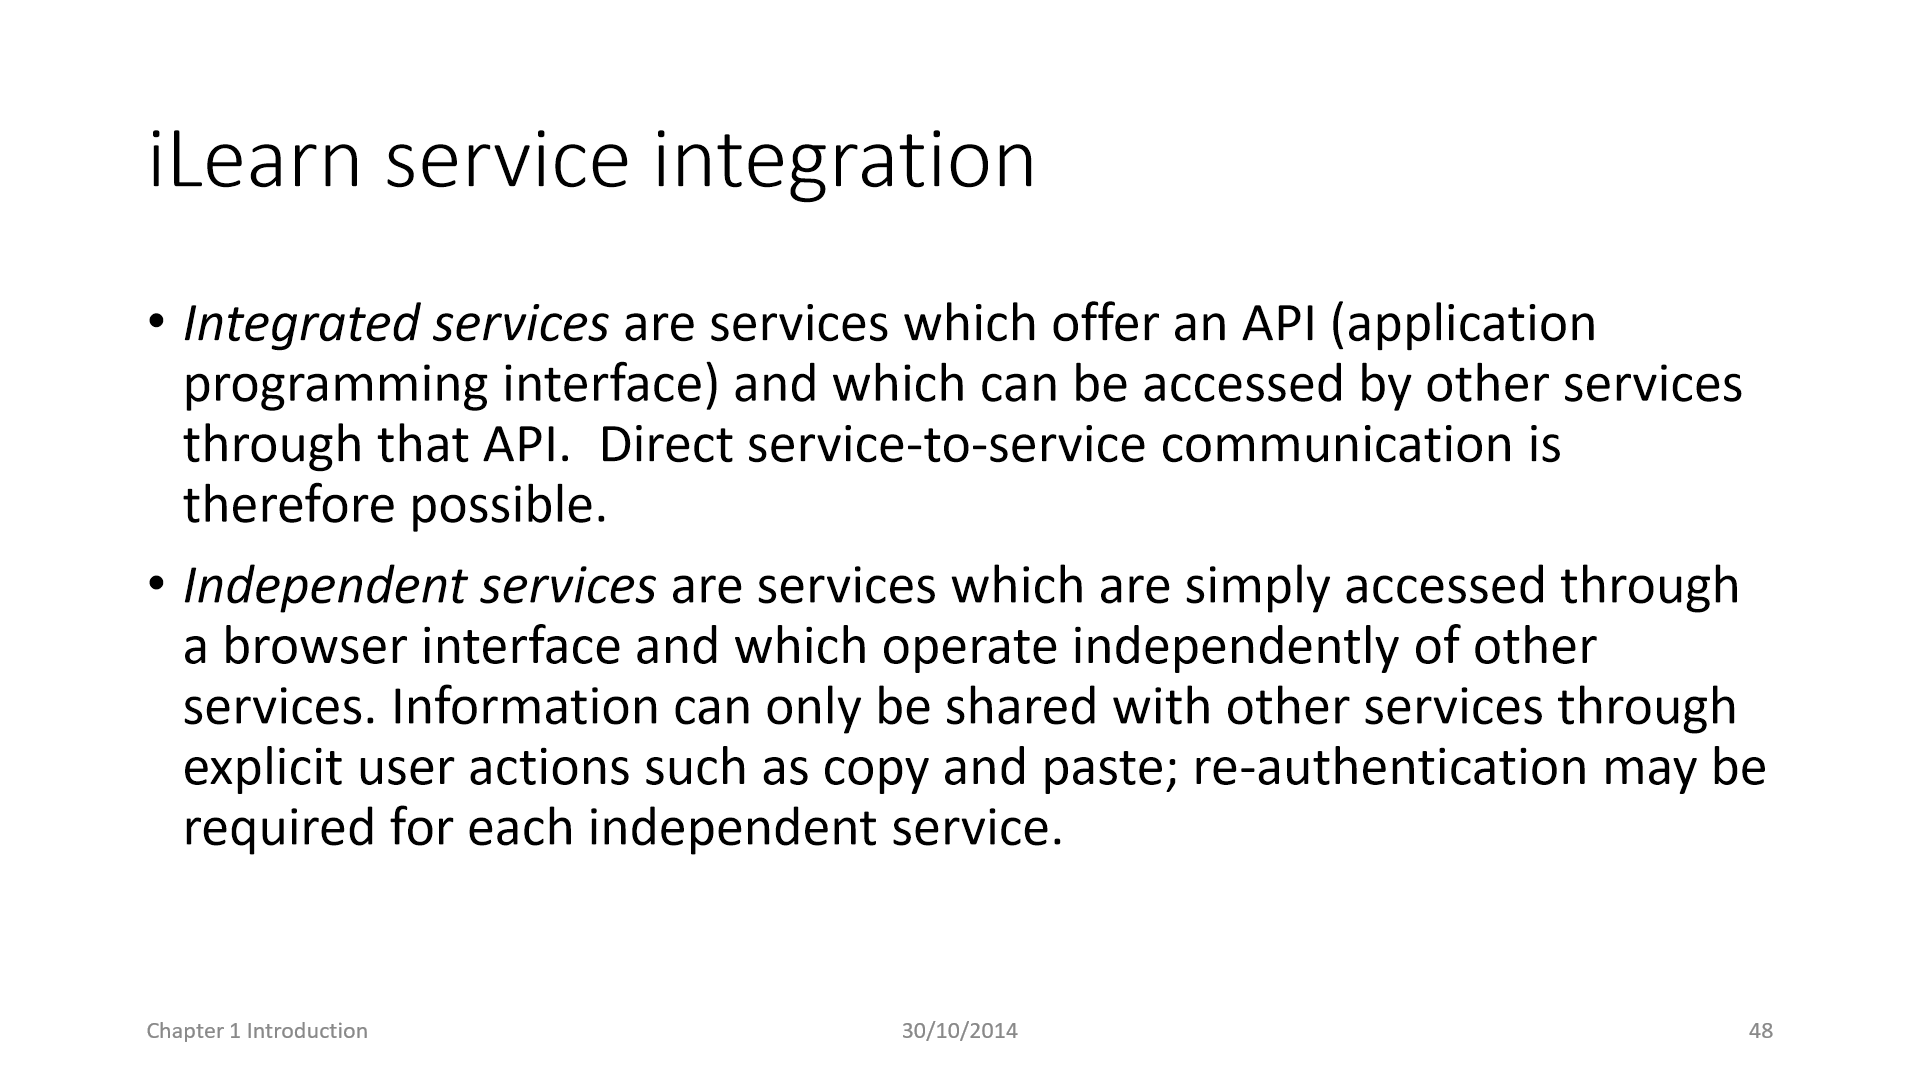 iLearn service integration
• Integrated services are services which offer an API (application
programming interface) and which can be accessed by other services
through that API.  Direct service-to-service communication is
therefore possible.
• Independent services are services which are simply accessed through
a browser interface and which operate independently of other
services. Information can only be shared with other services through
explicit user actions such as copy and paste; re-authentication may be
required for each independent service.
Chapter 1 Introduction
30/10/2014
48